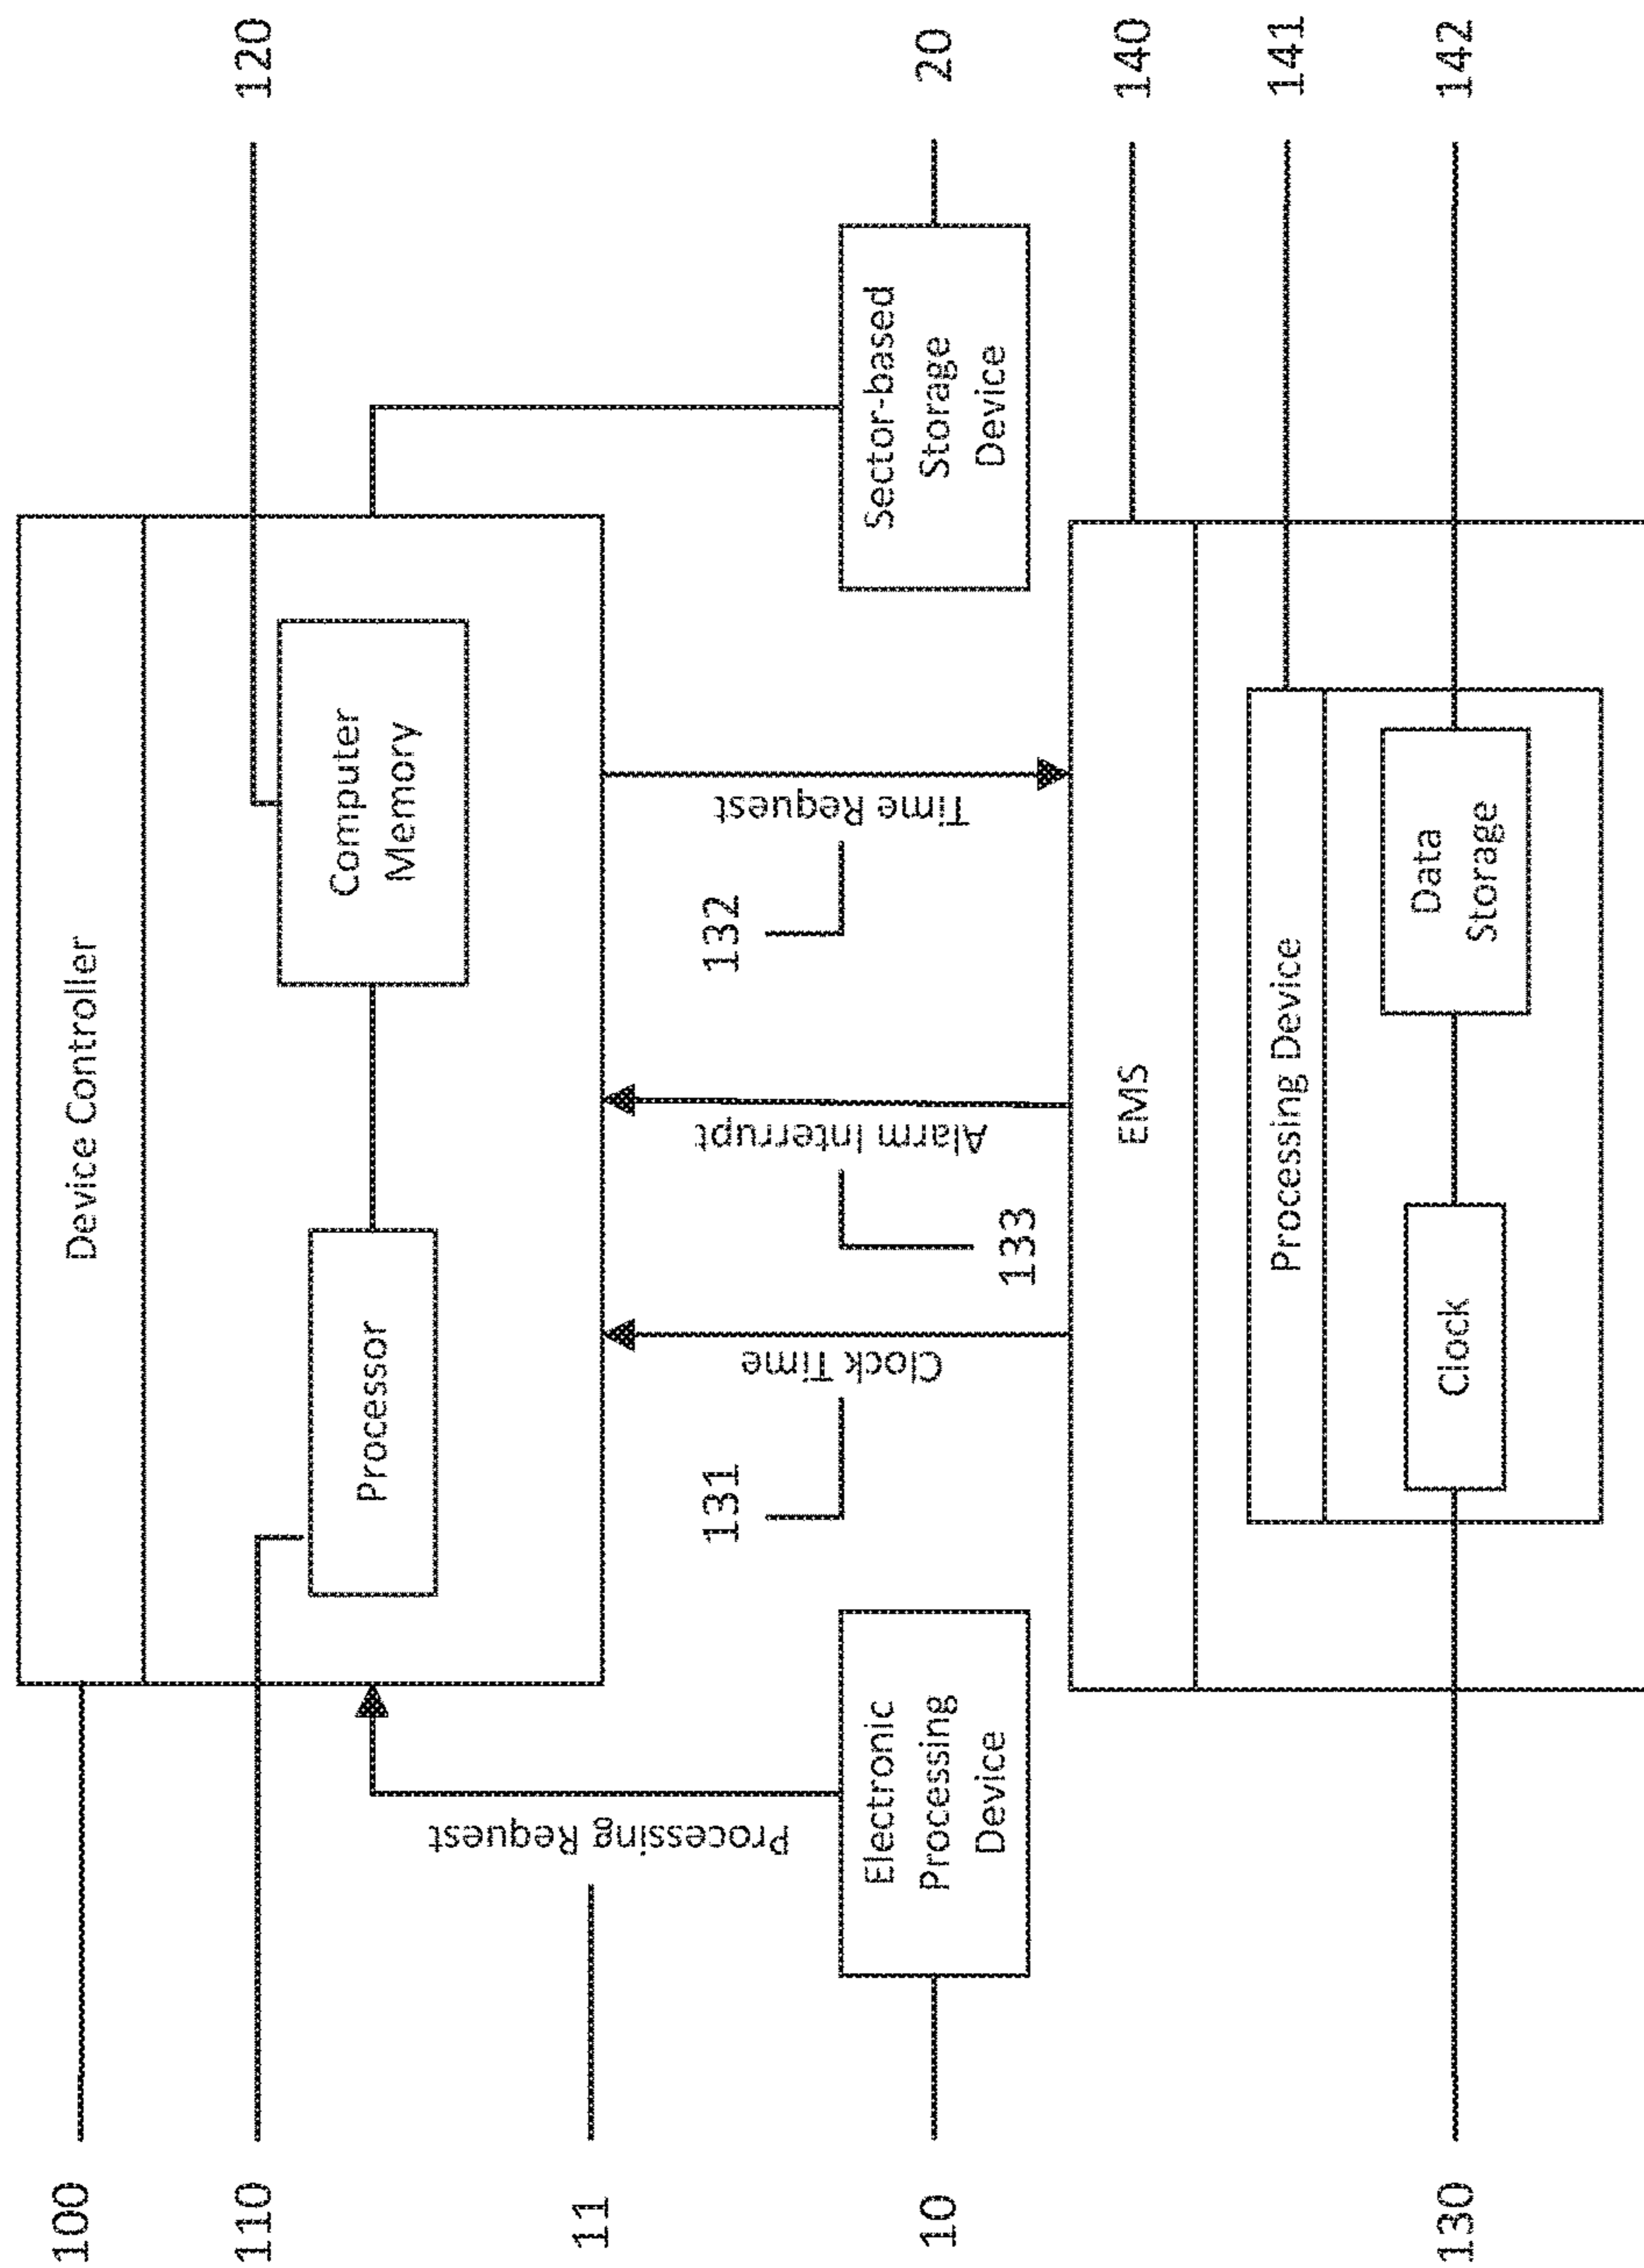 100
Device Controller
110
Processor
Computer
Memory
120
11
Processing Request
131
Clock Time
133
Alarm Interrupt
132
Time Request
10
Electronic
Processing
Device
Sector-based
Storage
Device
20
EMS
140
Processing Device
141
130
Clock
Data
Storage
142